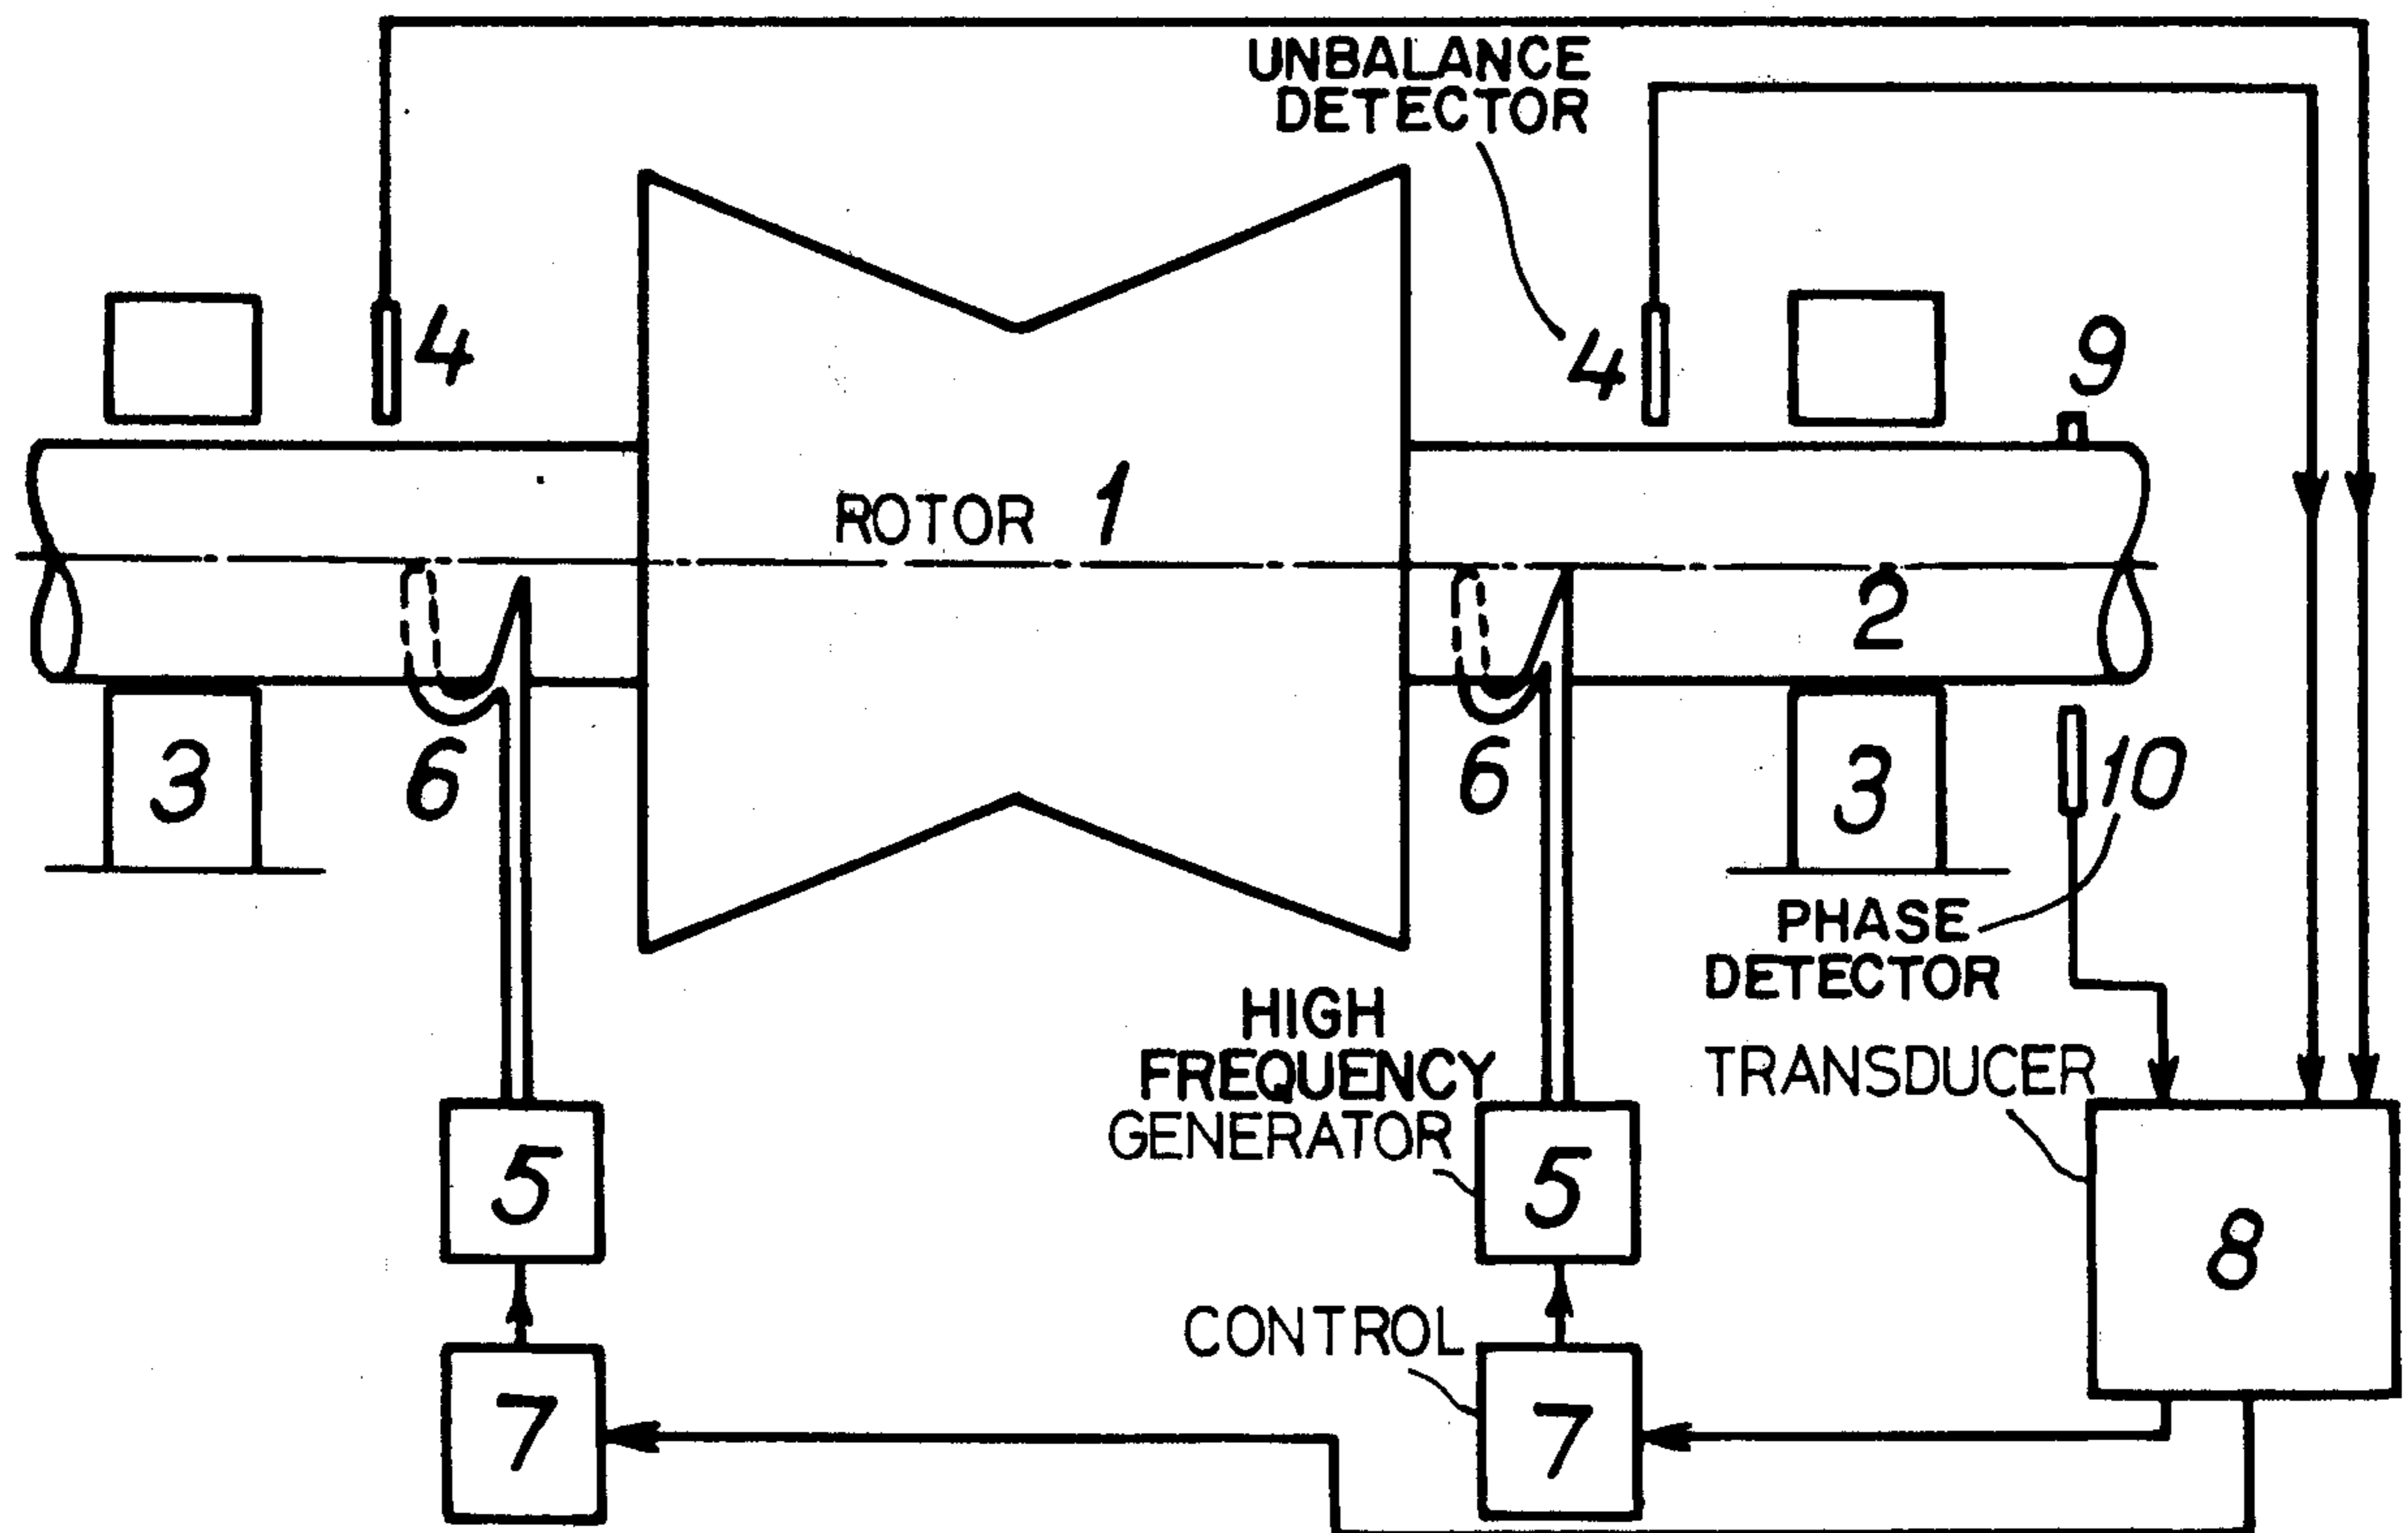 UNBALANCE
DETECTOR
4
4
9
ROTOR 1
2
3
6
6
3
10
PHASE
DETECTOR
HIGH
FREQUENCY
GENERATOR
TRANSDUCER
5
5
8
CONTROL
7
7